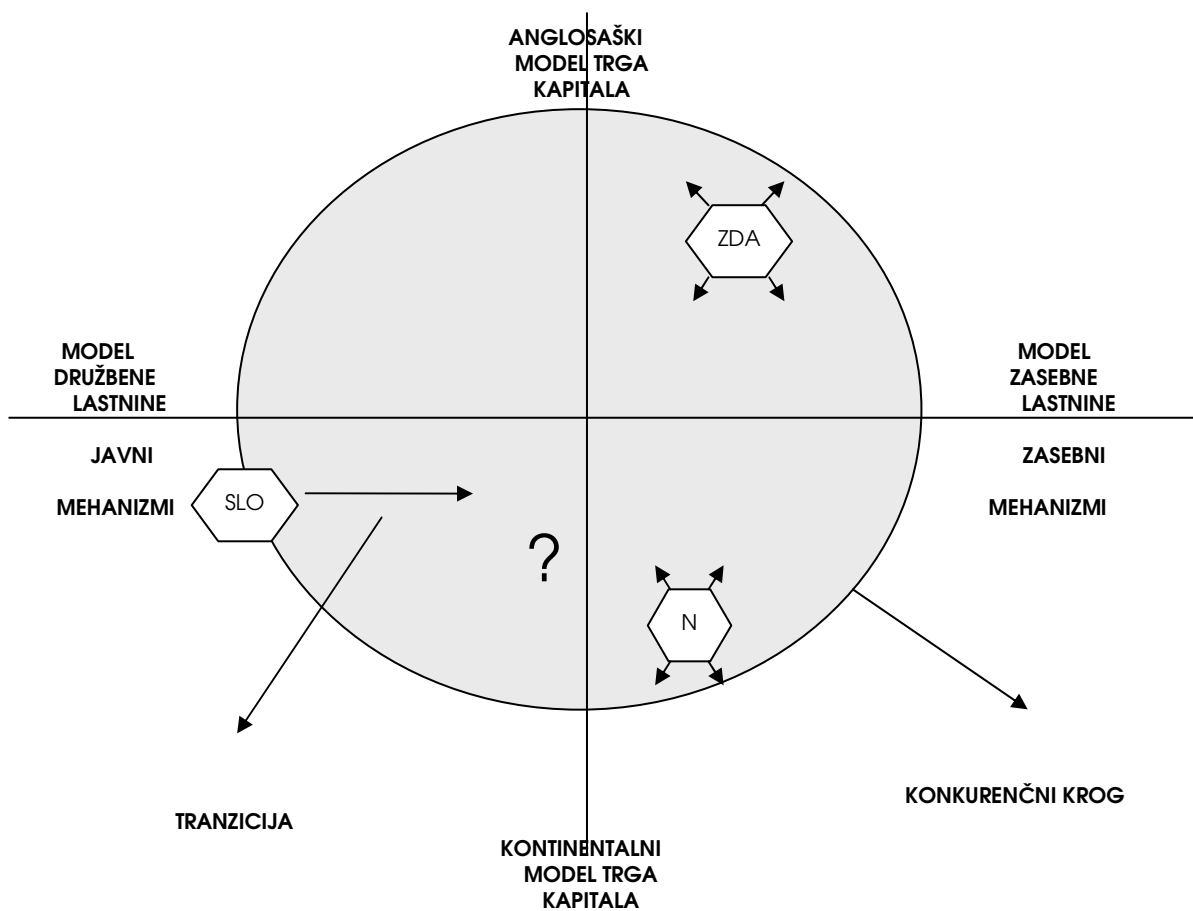 ANGLOSAŠKI
MODEL TRGA
KAPITALA
ZDA
MODEL
DRUŽBENE
LASTNINE
MODEL
ZASEBNE
LASTNINE
JAVNI
MEHANIZMI
ZASEBNI
MEHANIZMI
SLO
?
N
TRANZICIJA
KONKURENČNI KROG
KONTINENTALNI
MODEL TRGA
KAPITALA